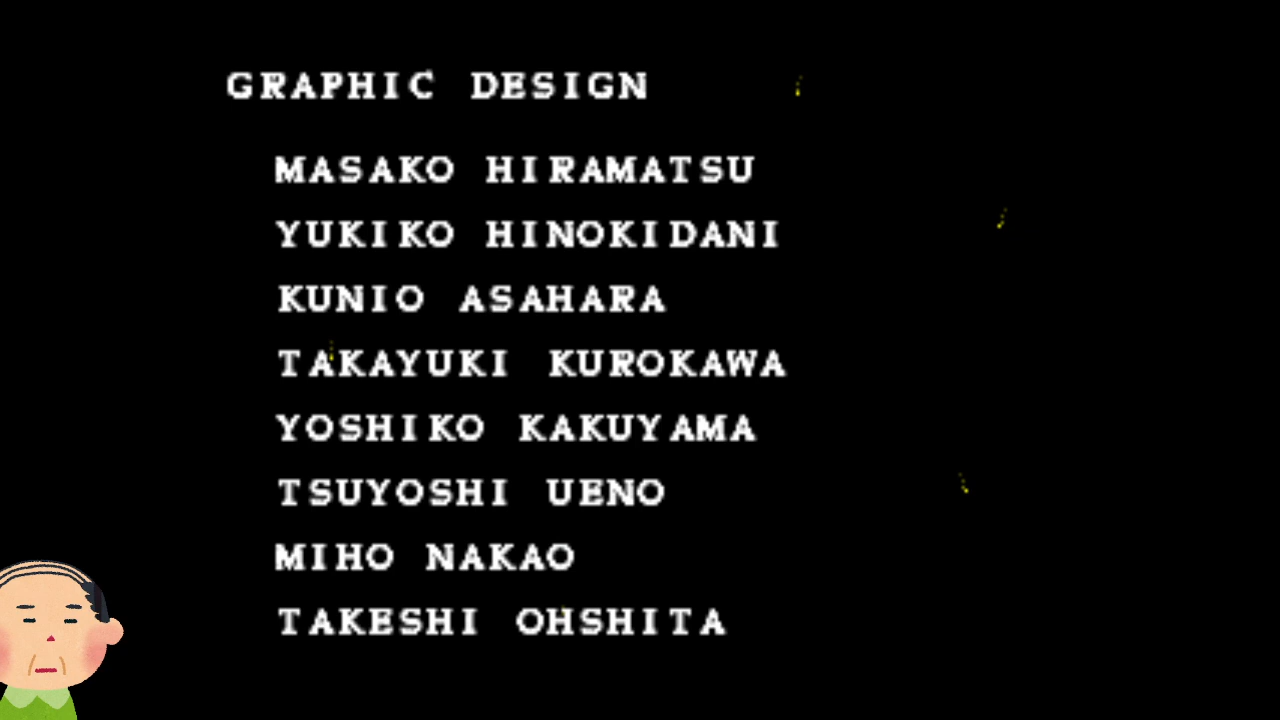 GRAPHIC DESIGN
MASAKO HIRAMATSU
YUKIKO HINOKIDANI
KUNIO ASAHARA
TAKAYUKI KUROKAWA
YOSHIKO KAKUYAMA
TSUYOSHI UENO
MIHO NAKAO
TAKESHI OHSHITA